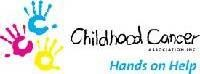 Childhood Cancer
ASSOCIATION INC
Hands on Help